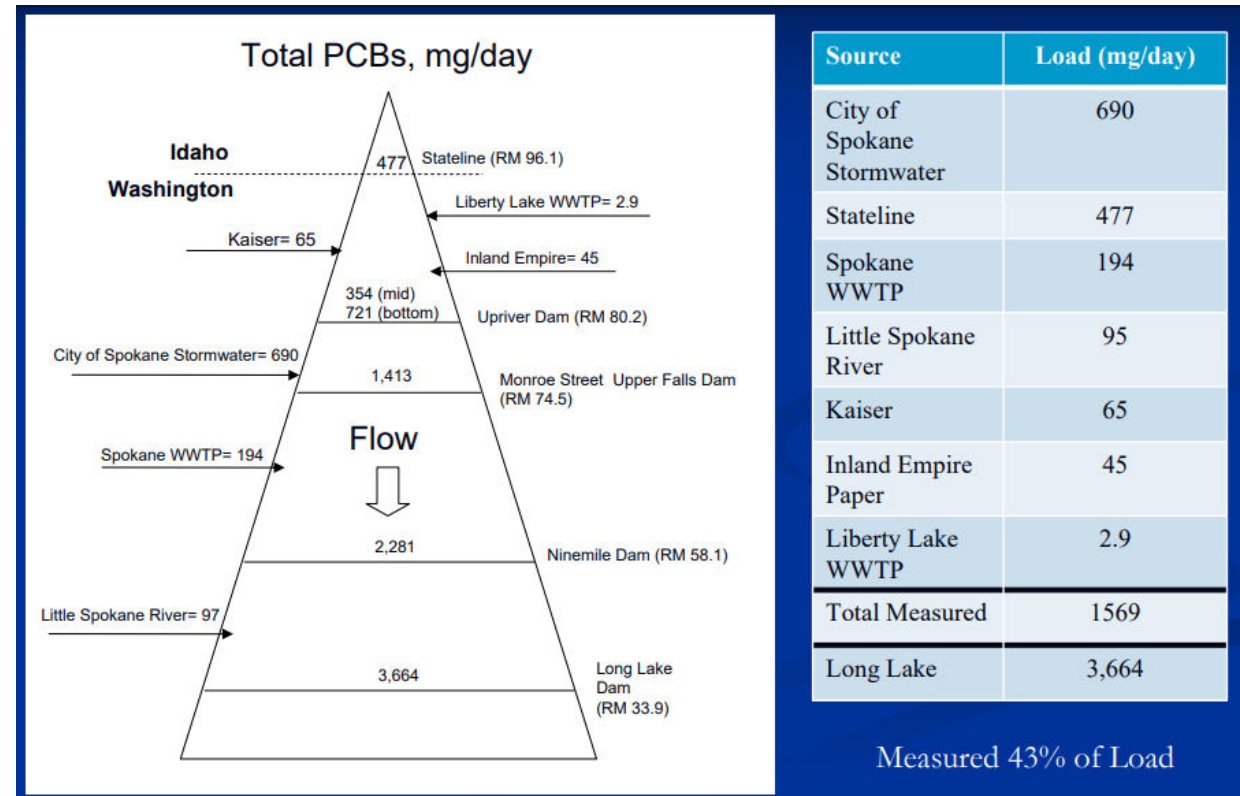 Total PCBs, mg/day
Idaho
Washington
477
Stateline (RM 96.1)
Liberty Lake WWTP= 2.9
Kaiser= 65
Inland Empire= 45
354 (mid)
721 (bottom)
Upriver Dam (RM 80.2)
City of Spokane Stormwater= 690
1,413
Monroe Street Upper Falls Dam
(RM 74.5)
Flow
Spokane WWTP= 194
2,281
Ninemile Dam (RM 58.1)
Little Spokane River= 97
3,664
Long Lake
Dam
(RM 33.9)
Source Load (mg/day)
City of 690
Spokane
Stormwater
Stateline 477
Spokane 194
WWTP
Little Spokane 95
River
Kaiser 65
Inland Empire 45
Paper
Liberty Lake 2.9
WWTP
Total Measured 1569
Long Lake 3,664
Measured 43% of Load